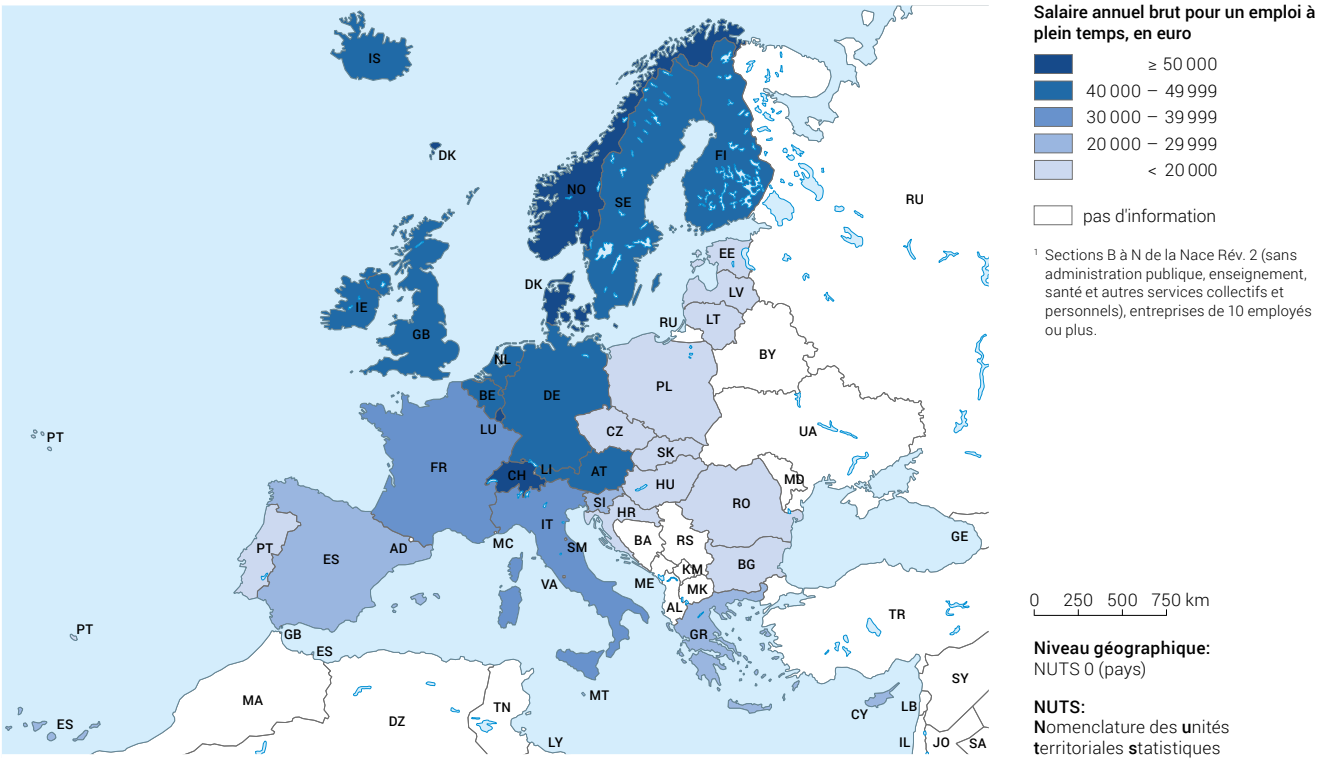 IS
DK
NO
SE
FI
RU
EE
LV
LT
RU
DK
IE
GB
NL
BE
DE
LU
PL
BY
CZ
SK
UA
FR
CH
LI
AT
HU
MD
RO
SI
HR
PT
PT
ES
AD
MC
IT
SM
VA
BA
RS
ME
KM
MK
AL
BG
GE
GR
TR
PT
GB
ES
MT
MA
DZ
TN
LY
ES
CY
LB
SY
IL
JO
SA
Salaire annuel brut pour un emploi à
plein temps, en euro
≥ 50 000
40 000 – 49 999
30 000 – 39 999
20 000 – 29 999
< 20 000
pas d'information
¹ Sections B à N de la Nace Rév. 2 (sans
administration publique, enseignement,
santé et autres services collectifs et
personnels), entreprises de 10 employés
ou plus.
0 250 500 750 km
Niveau géographique:
NUTS 0 (pays)
NUTS:
Nomenclature des unités
territoriales statistiques